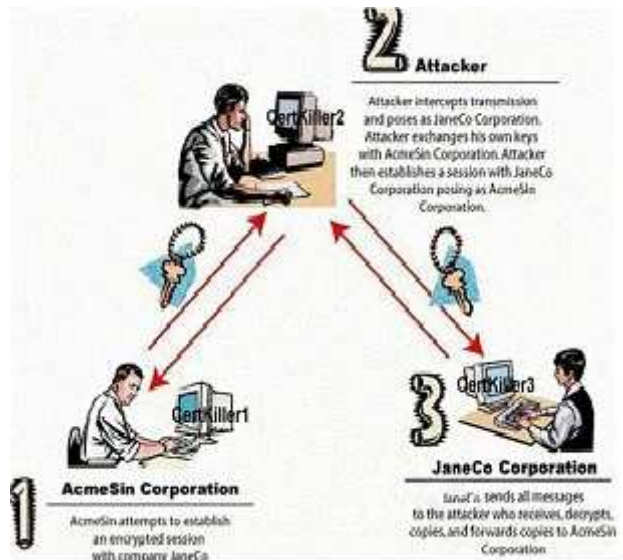 2 Attacker
Attacker intercepts transmission
and poses as JaneCo Corporation.
Attacker exchanges his own keys
with AcmeSin Corporation. Attacker
then establishes a session with JaneCo
Corporation posing as AcmeSin
Corporation.
CertKiller2
CertKiller1
1
AcmeSin Corporation
AcmeSin attempts to establish
an encrypted session
with company JaneCo
3
CertKiller3
JaneCo Corporation
JaneCo sends all messages
to the attacker who receives, decrypts,
copies, and forwards copies to AcmeSin
Corporation